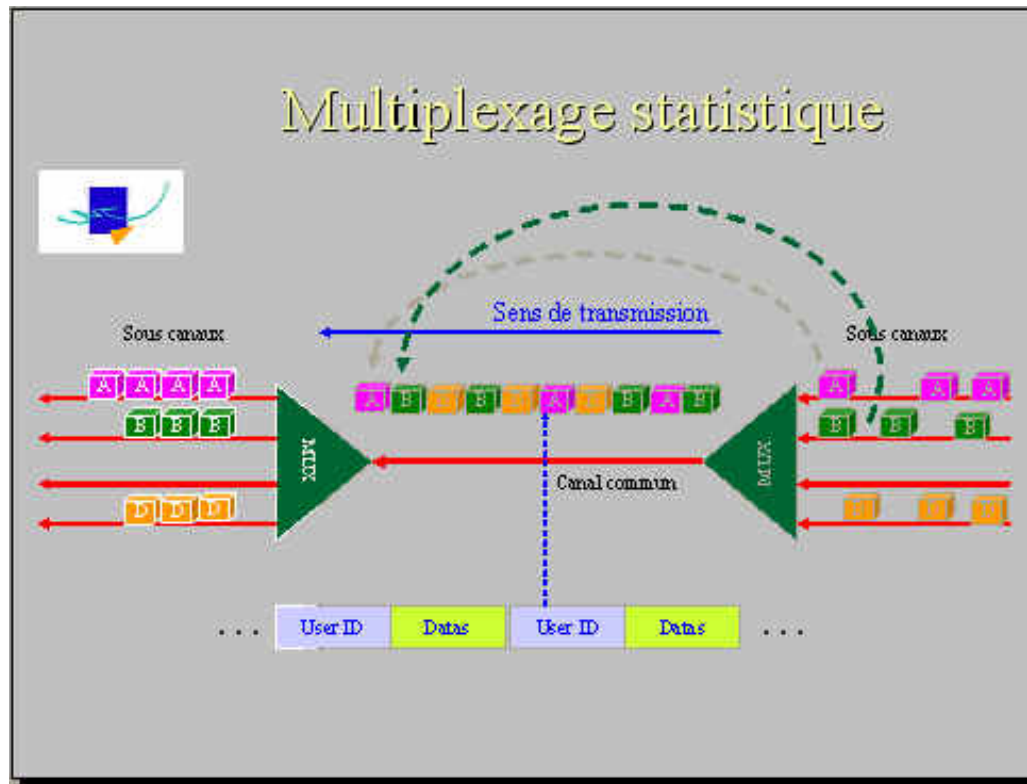 Multiplexage statistique
Sens de transmission
Sous canaux
Sous canaux
A A A A
A B B A B A B
A A A
B B B
B B B
MUX
MUX
Canal commun
D D D
. . . User ID Datas User ID Datas . . .